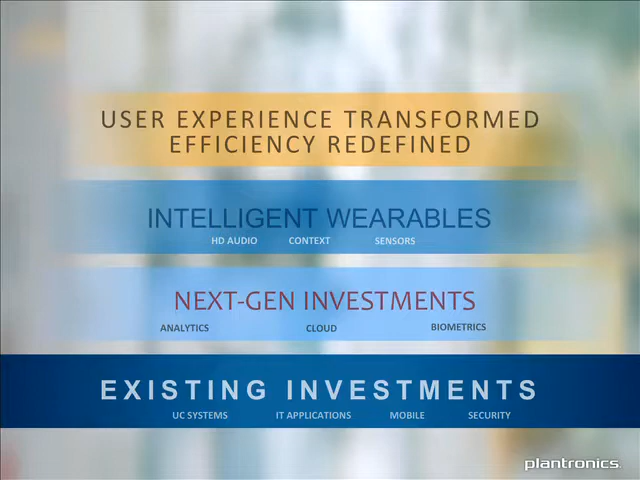 USER EXPERIENCE TRANSFORMED
EFFICIENCY REDEFINED
INTELLIGENT WEARABLES
HD AUDIO CONTEXT SENSORS
NEXT-GEN INVESTMENTS
ANALYTICS CLOUD BIOMETRICS
EXISTING INVESTMENTS
UC SYSTEMS IT APPLICATIONS MOBILE SECURITY
plantronics